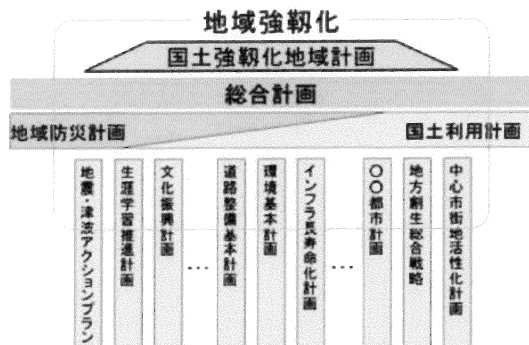 地域強靱化
国土強靱化地域計画
総合計画
地域防災計画
国土利用計画
地震・津波アクションプラン
生涯学習推進計画
文化振興計画
…
道路整備基本計画
環境基本計画
インフラ長寿命化計画
…
〇〇都市計画
地方創生総合戦略
中心市街地活性化計画